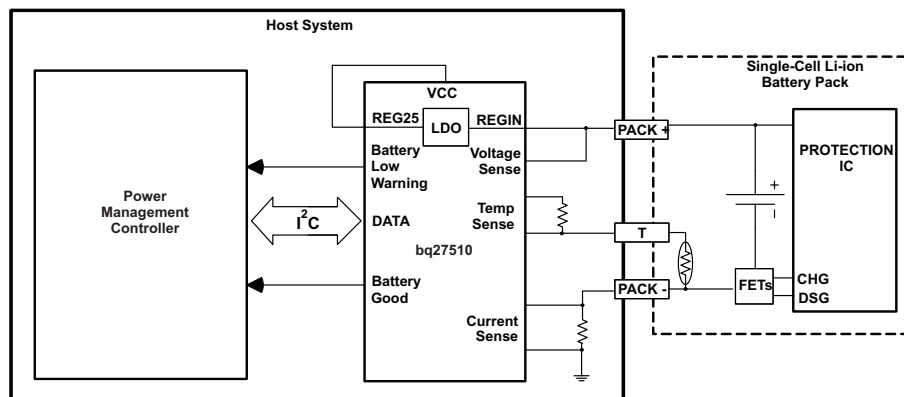 Host System
Single-Cell Li-ion
Battery Pack
VCC
REG25
LDO
REGIN
PACK +
PROTECTION
IC
Battery
Low
Warning
Voltage
Sense
+
–
Power
Management
Controller
I²C
DATA
Temp
Sense
T
bq27510
Battery
Good
PACK -
FETs
CHG
DSG
Current
Sense